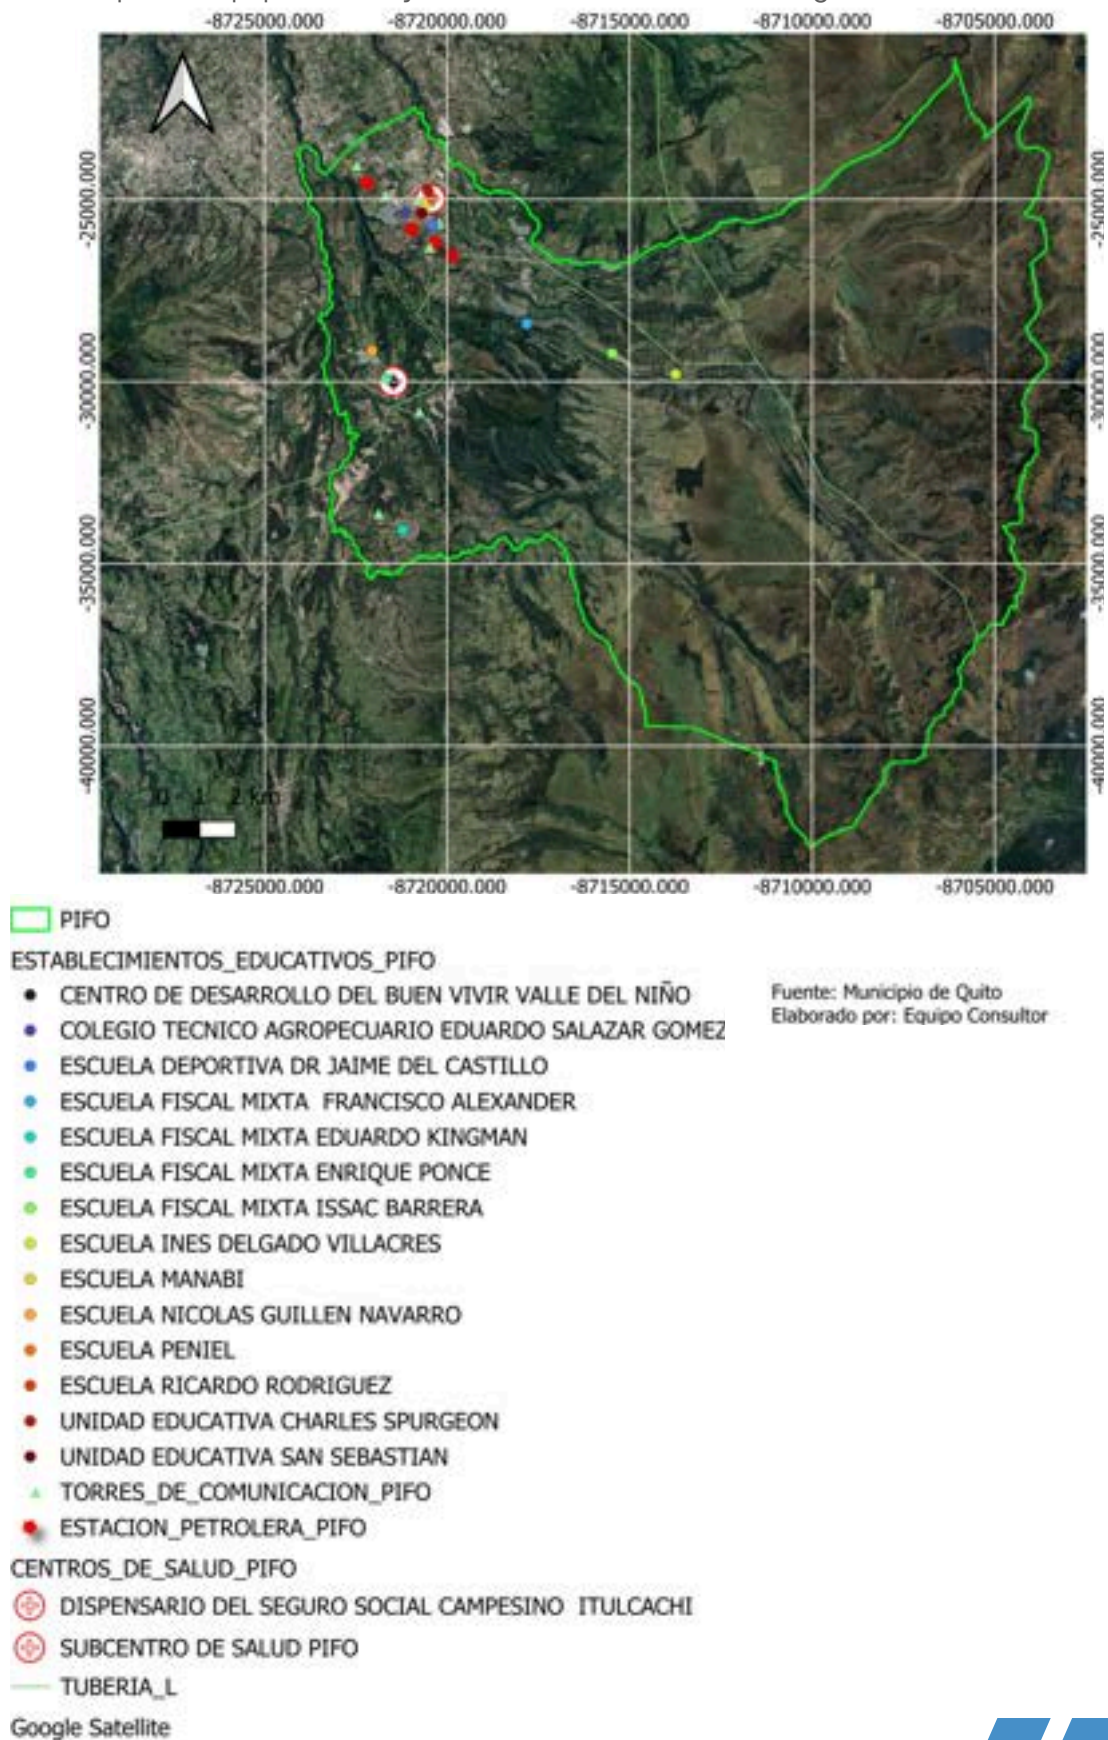 -8725000.000 -8720000.000 -8715000.000 -8710000.000 -8705000.000
-25000.000 -25000.000
-30000.000 -30000.000
-35000.000 -35000.000
-40000.000 -40000.000
0 1 2 km
-8725000.000 -8720000.000 -8715000.000 -8710000.000 -8705000.000
PIFO
ESTABLECIMIENTOS_EDUCATIVOS_PIFO
CENTRO DE DESARROLLO DEL BUEN VIVIR VALLE DEL NIÑO
COLEGIO TECNICO AGROPECUARIO EDUARDO SALAZAR GOMEZ
ESCUELA DEPORTIVA DR JAIME DEL CASTILLO
ESCUELA FISCAL MIXTA FRANCISCO ALEXANDER
ESCUELA FISCAL MIXTA EDUARDO KINGMAN
ESCUELA FISCAL MIXTA ENRIQUE PONCE
ESCUELA FISCAL MIXTA ISSAC BARRERA
ESCUELA INES DELGADO VILLACRES
ESCUELA MANABI
ESCUELA NICOLAS GUILLEN NAVARRO
ESCUELA PENIEL
ESCUELA RICARDO RODRIGUEZ
UNIDAD EDUCATIVA CHARLES SPURGEON
UNIDAD EDUCATIVA SAN SEBASTIAN
TORRES_DE_COMUNICACION_PIFO
ESTACION_PETROLERA_PIFO
CENTROS_DE_SALUD_PIFO
DISPENSARIO DEL SEGURO SOCIAL CAMPESINO ITULCACHI
SUBCENTRO DE SALUD PIFO
TUBERIA_L
Google Satellite
Fuente: Municipio de Quito
Elaborado por: Equipo Consultor